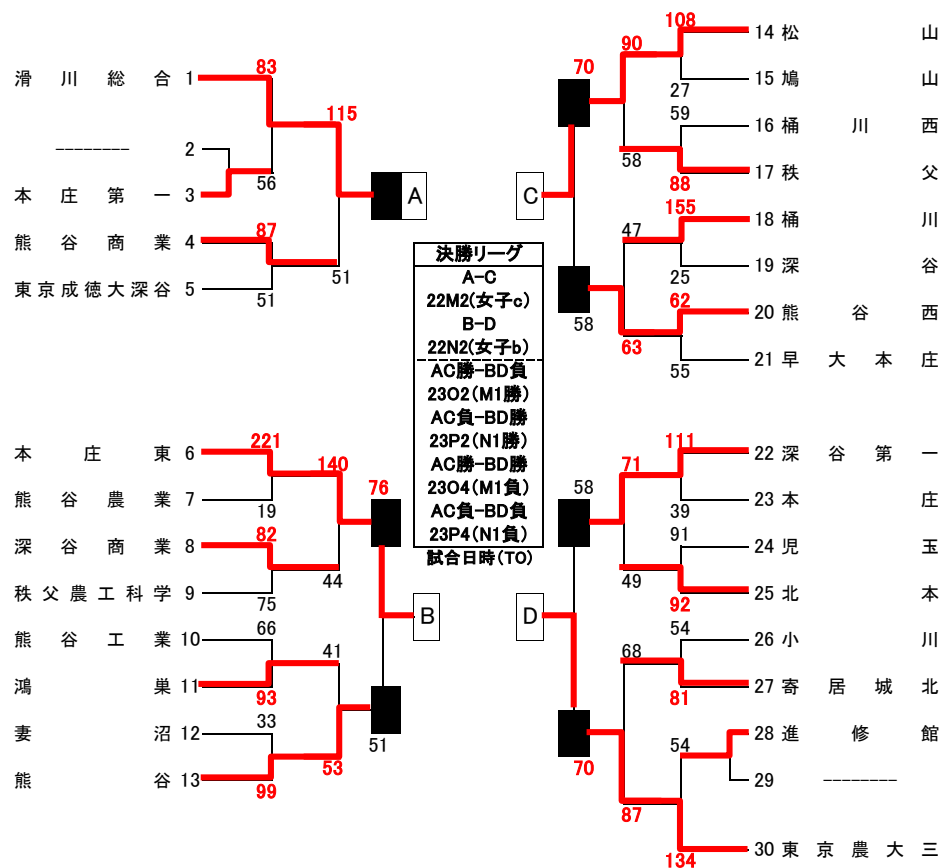 滑川総合 1
83
115
-------- 2
本庄第一 3
56
熊谷商業 4
87
東京成徳大深谷 5
51
51
A
本庄東 6
221
140
76
熊谷農業 7
19
深谷商業 8
82
44
秩父農工科学 9
75
B
熊谷工業 10
66
41
鴻巣 11
93
妻沼 12
33
51
熊谷 13
99
53
決勝リーグ
A-C
22M2(女子c)
B-D
22N2(女子b)
AC勝-BD負
23O2(M1勝)
AC負-BD勝
23P2(N1勝)
AC勝-BD勝
23O4(M1負)
AC負-BD負
23P4(N1負)
試合日時(TO)
108
14 松山
90
70
15 鳩山
27
59
16 桶川西
58
17 秩父
88
C
155
18 桶川
47
19 深谷
25
62
20 熊谷西
58
63
21 早大本庄
55
111
22 深谷第一
71
58
23 本庄
39
91
24 児玉
49
25 北本
92
D
54
26 小川
68
27 寄居城北
81
28 進修館
54
29 --------
70
87
30 東京農大三
134